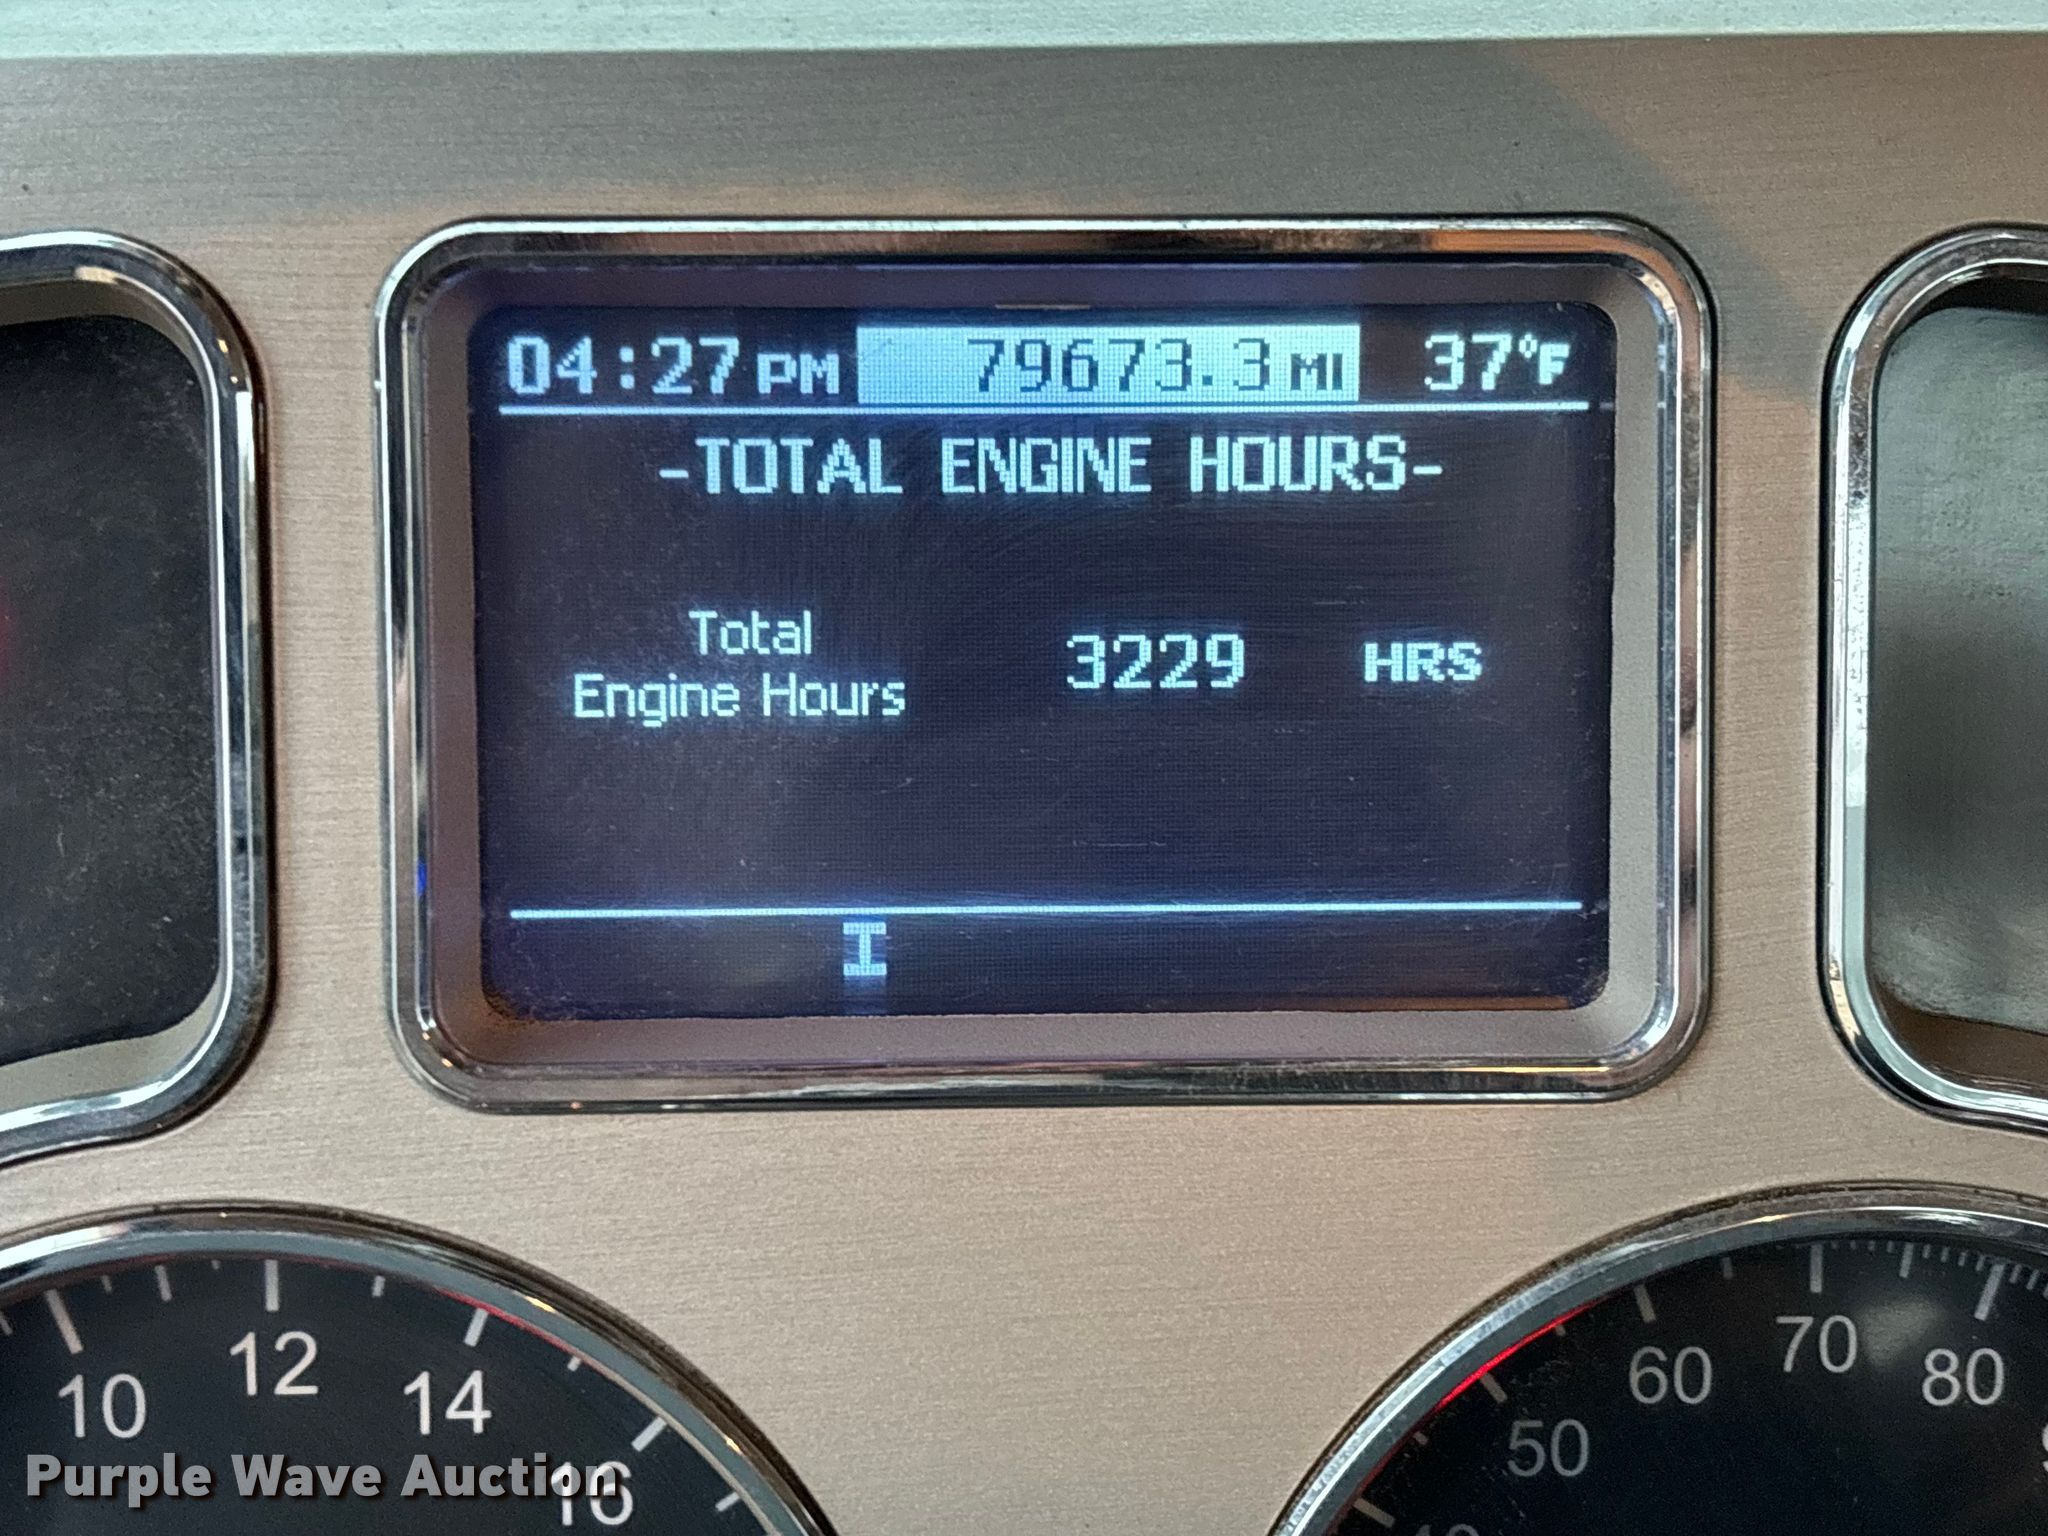 04:27 PM 79673.3 MI 37°F
-TOTAL ENGINE HOURS-
Total
Engine Hours
3229 HRS
10 12 14 16
50 60 70 80
Purple Wave Auction